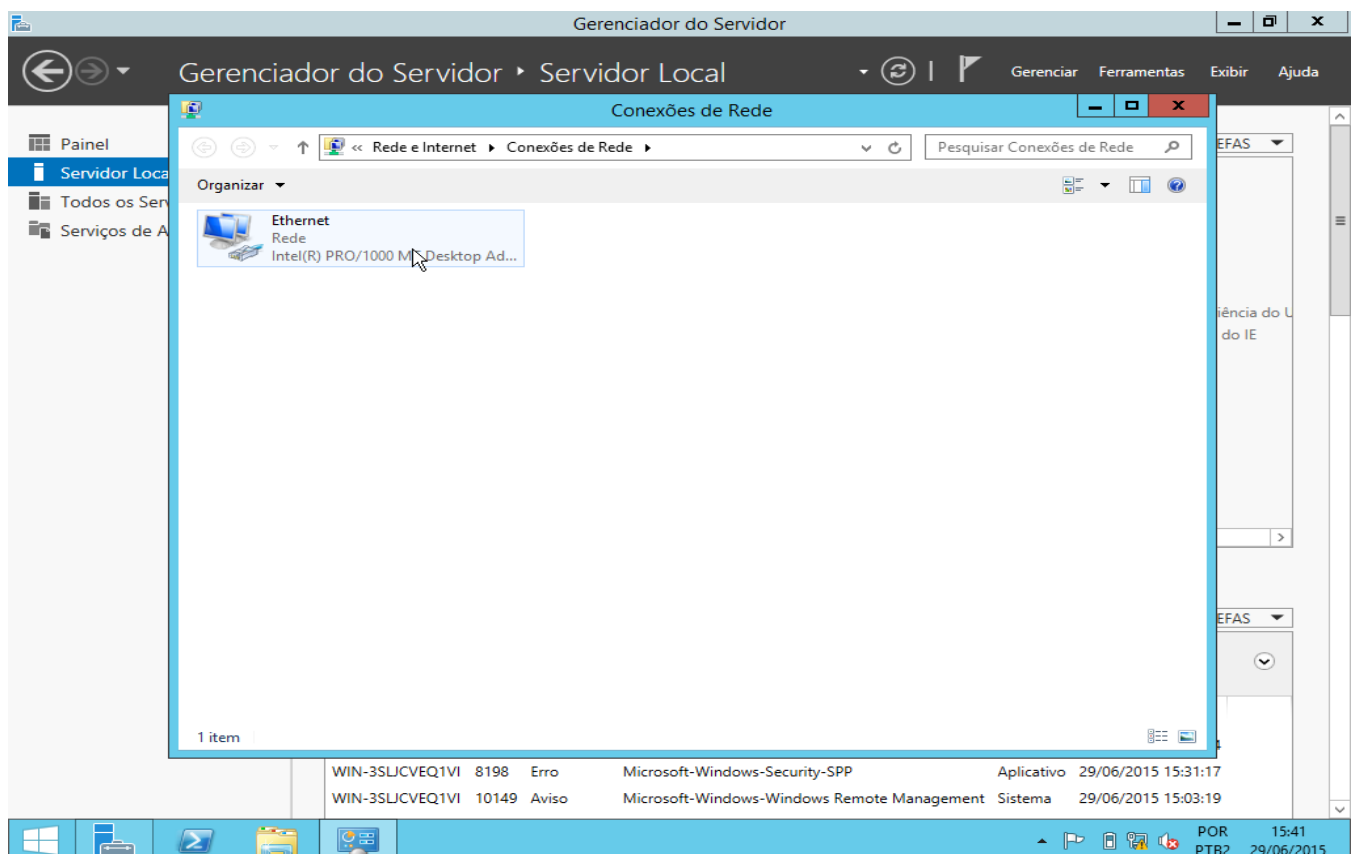 Gerenciador do Servidor
Gerenciador do Servidor ‣ Servidor Local
Gerenciar Ferramentas Exibir Ajuda
Conexões de Rede
Painel
Servidor Loca
Todos os Serv
Serviços de A
« Rede e Internet ▸ Conexões de Rede ▸
Pesquisar Conexões de Rede
EFAS
Organizar
Ethernet
Rede
Intel(R) PRO/1000 MT Desktop Ad...
iência do U
do IE
EFAS
1 item
WIN-3SLJCVEQ1VI 8198 Erro Microsoft-Windows-Security-SPP Aplicativo 29/06/2015 15:31:17
WIN-3SLJCVEQ1VI 10149 Aviso Microsoft-Windows-Windows Remote Management Sistema 29/06/2015 15:03:19
POR 15:41
PTB2 29/06/2015